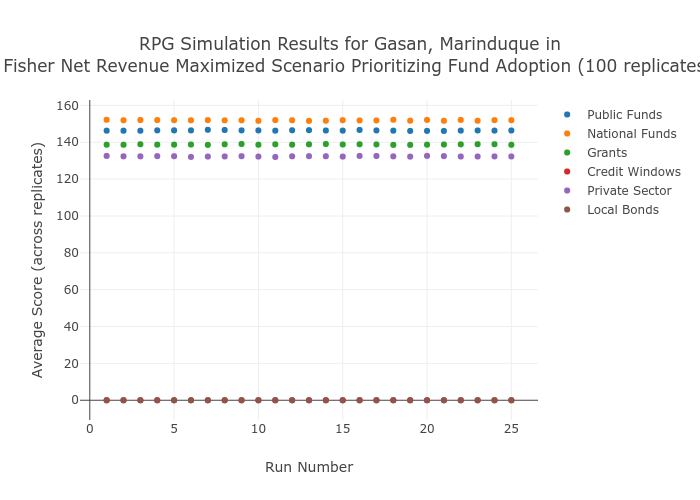 RPG Simulation Results for Gasan, Marinduque in
Fisher Net Revenue Maximized Scenario Prioritizing Fund Adoption (100 replicates
160
140
120
100
80
60
40
20
0
0
5
10
15
20
25
Average Score (across replicates)
Run Number
Public Funds
National Funds
Grants
Credit Windows
Private Sector
Local Bonds